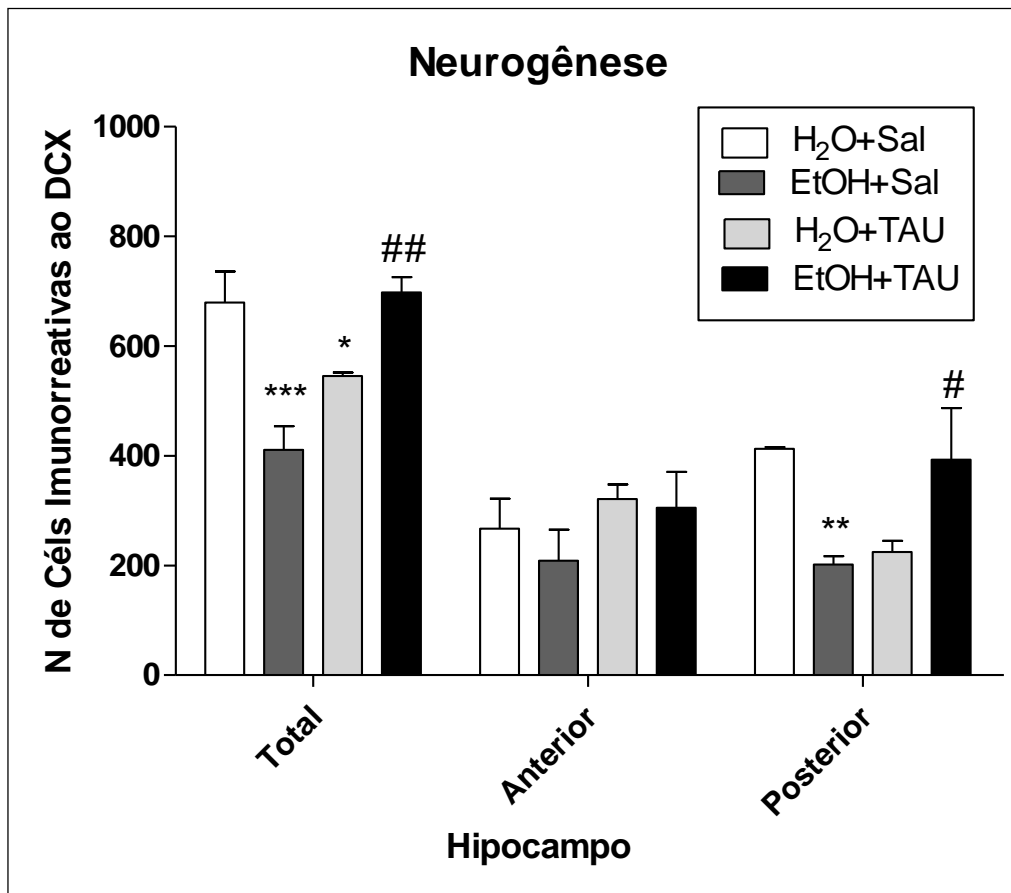 Neurogênese
N de Céls Imunorreativas ao DCX
1000
800
600
400
200
0
H₂O+Sal
EtOH+Sal
H₂O+TAU
EtOH+TAU
***
*
##
**
#
Total
Anterior
Posterior
Hipocampo